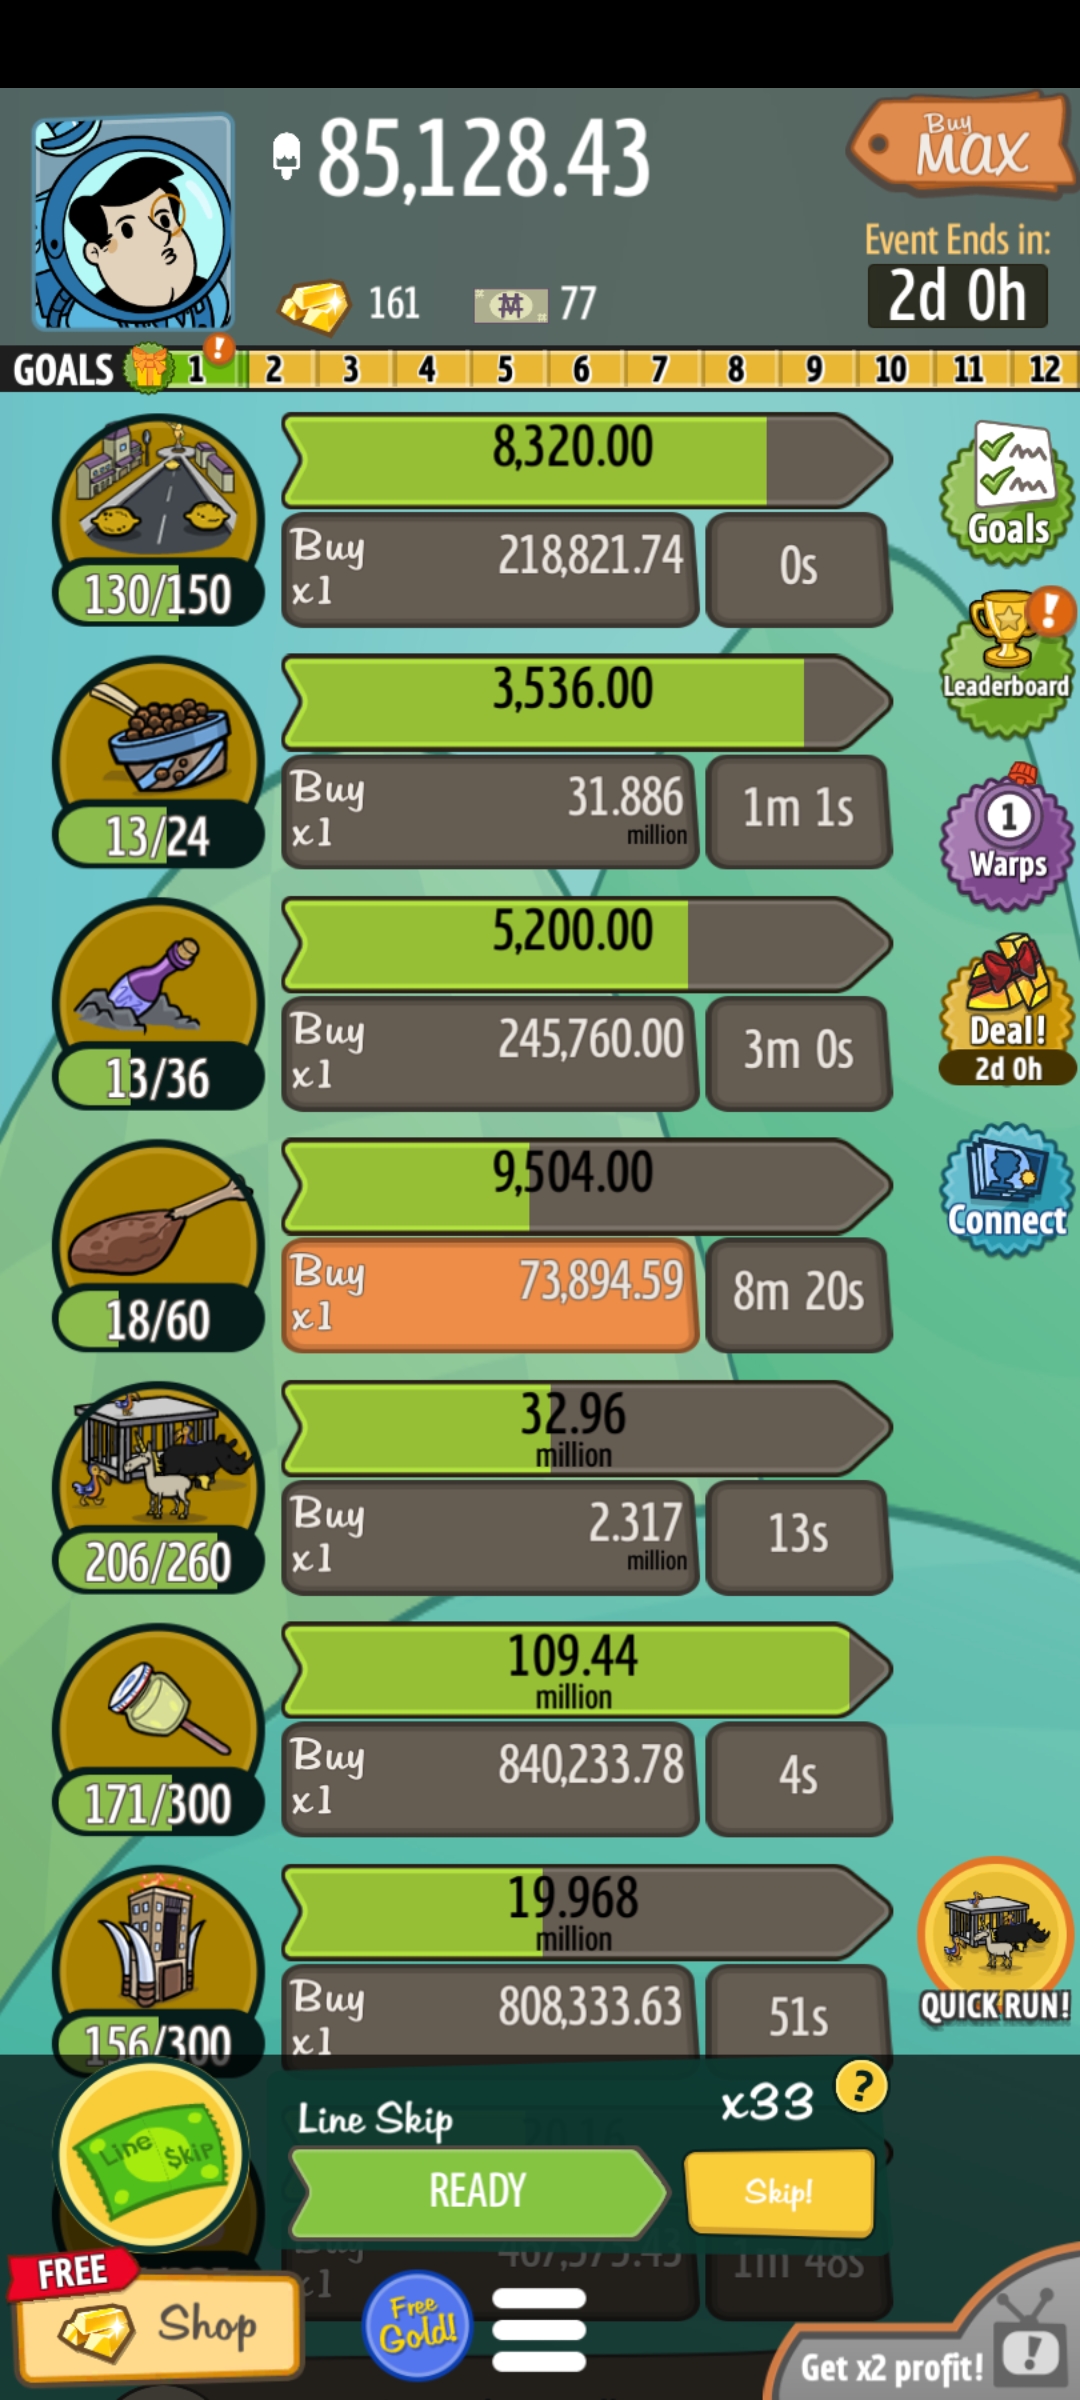 85,128.43
Buy
MAX
Event Ends in:
2d 0h
161
77
GOALS 1 ! 2 3 4 5 6 7 8 9 10 11 12
8,320.00
Buy
x1
218,821.74
0s
130/150
Goals
3,536.00
Buy
x1
31.886
million
1m 1s
13/24
!
Leaderboard
1
Warps
5,200.00
Buy
x1
245,760.00
3m 0s
13/36
Deal!
2d 0h
9,504.00
Buy
x1
73,894.59
8m 20s
18/60
Connect
32.96
million
Buy
x1
2.317
million
13s
206/260
109.44
million
Buy
x1
840,233.78
4s
171/300
19.968
million
Buy
x1
808,333.63
51s
156/300
QUICK RUN!
Line Skip
Line $kip
x33
?
20.16
READY
Skip!
Buy
x1
1m 48s
FREE
Shop
Free
Gold!
Get x2 profit!
!